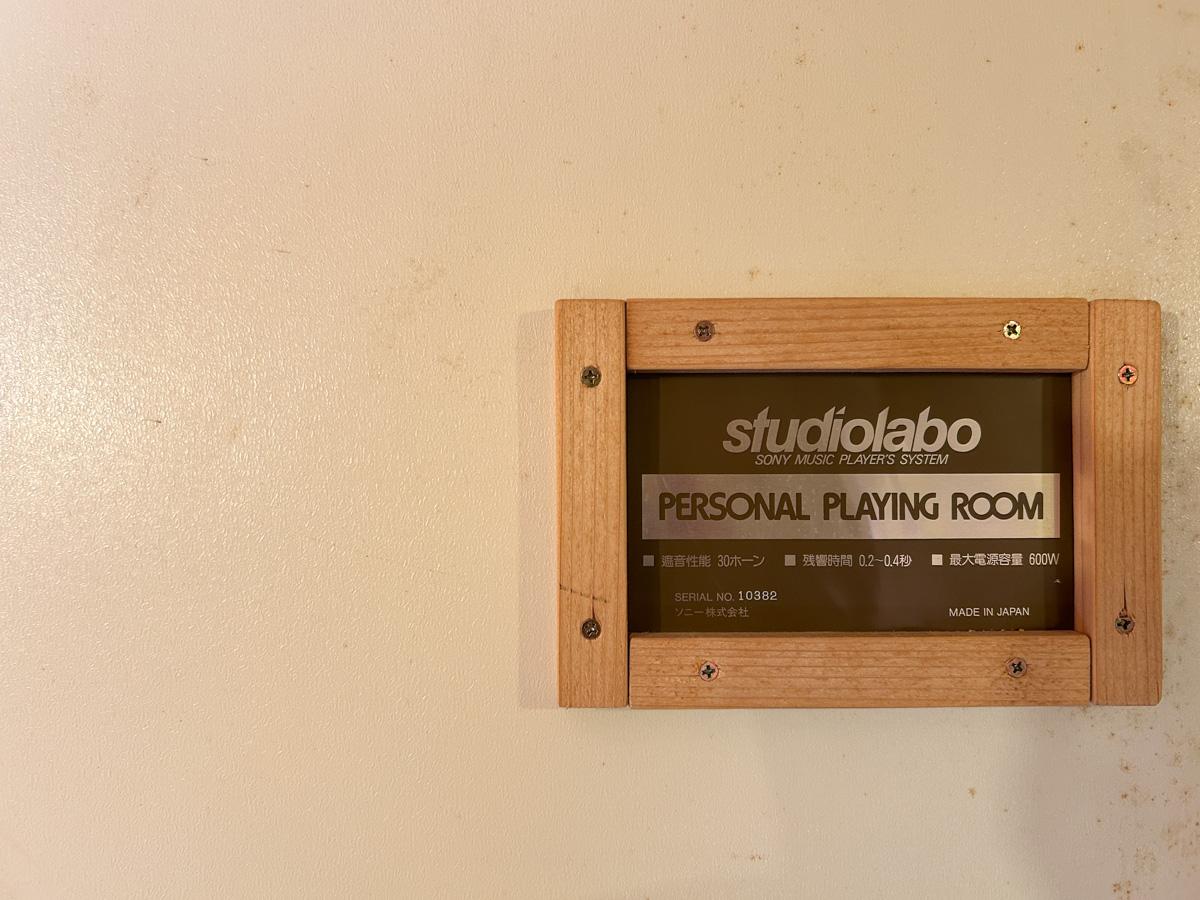 studiolabo
SONY MUSIC PLAYER'S SYSTEM
PERSONAL PLAYING ROOM
■ 遮音性能 30ホーン ■ 残響時間 0.2~0.4秒 ■ 最大電源容量 600W
SERIAL NO. 10382
ソニー株式会社 MADE IN JAPAN